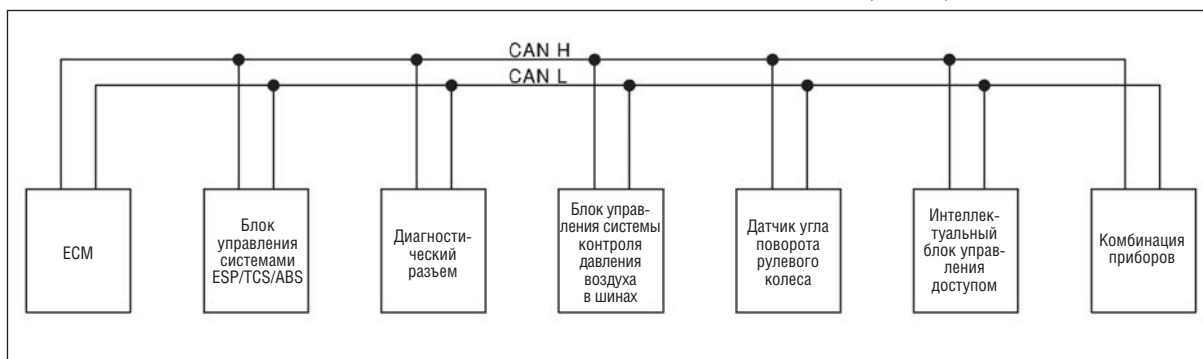 CAN H
CAN L
ECM
Блок
управления
системами
ESP/TCS/ABS
Диагности-
ческий
разъем
Блок управ-
ления системы
контроля
давления
воздуха
в шинах
Датчик угла
поворота
рулевого
колеса
Интеллек-
туальный
блок управ-
ления
доступом
Комбинация
приборов